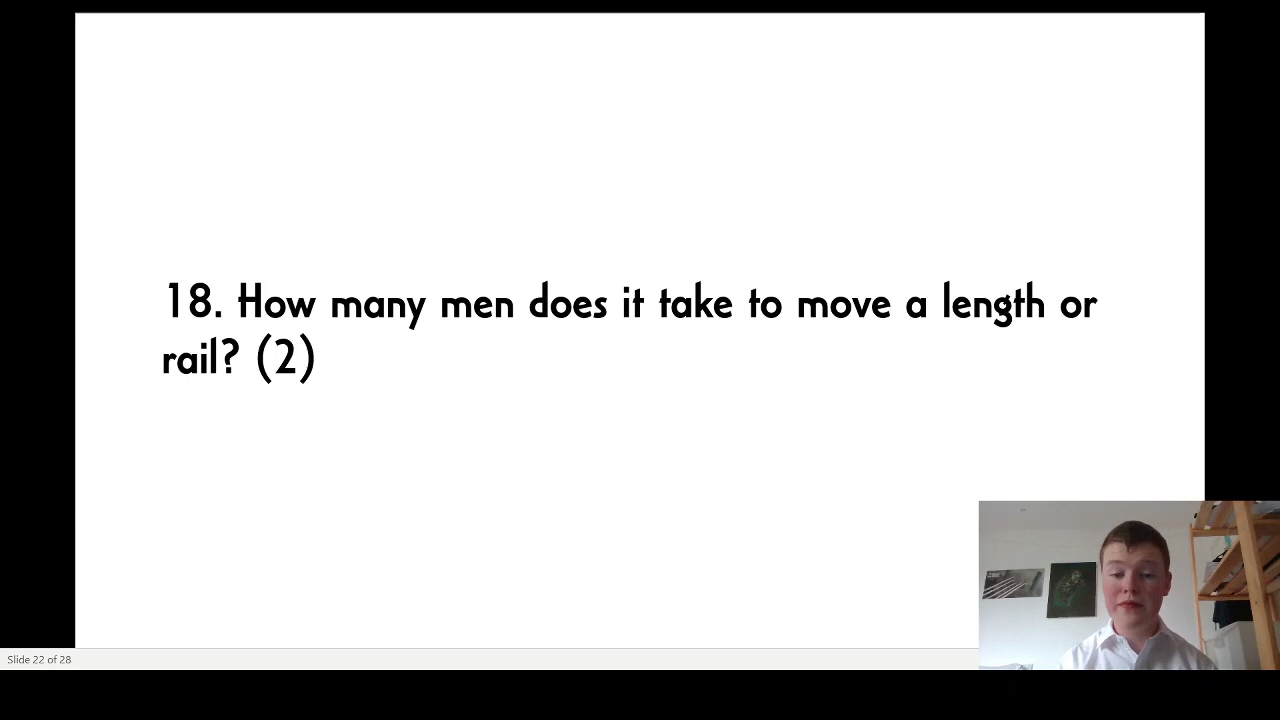 18. How many men does it take to move a length or
rail? (2)
Slide 22 of 28